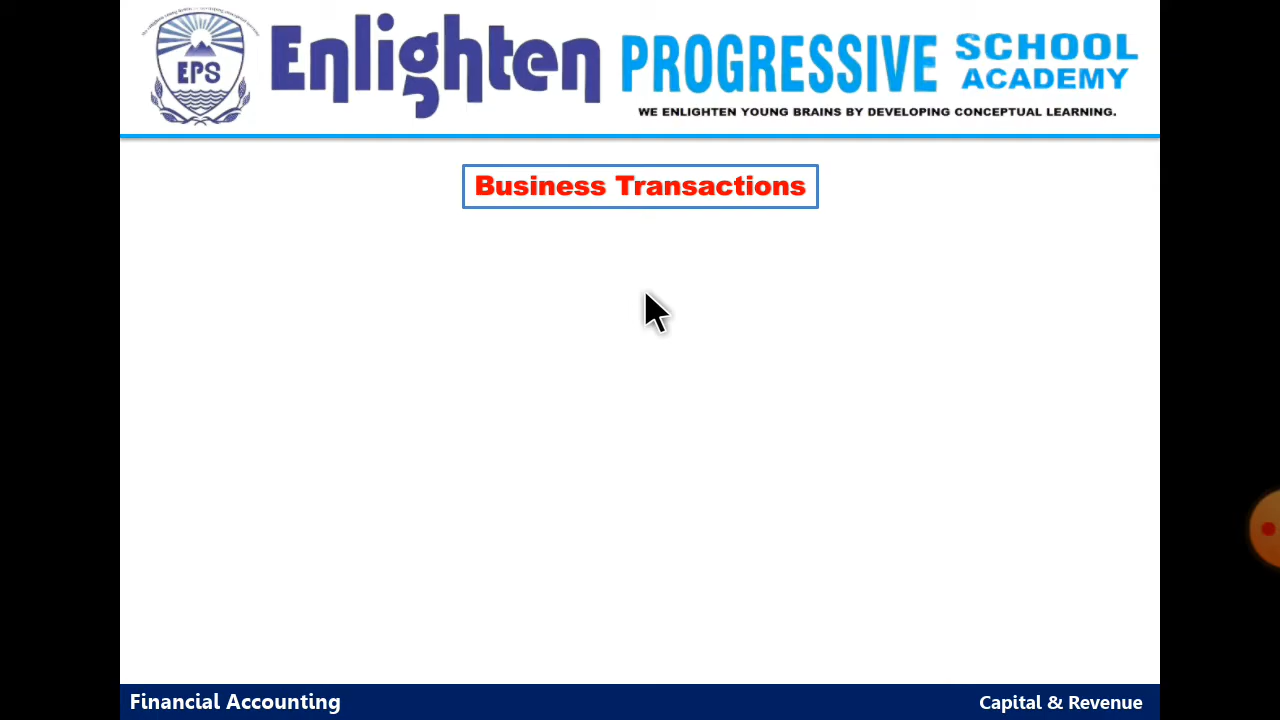 EPS
Enlighten PROGRESSIVE SCHOOL ACADEMY
WE ENLIGHTEN YOUNG BRAINS BY DEVELOPING CONCEPTUAL LEARNING.
Business Transactions
Financial Accounting
Capital & Revenue